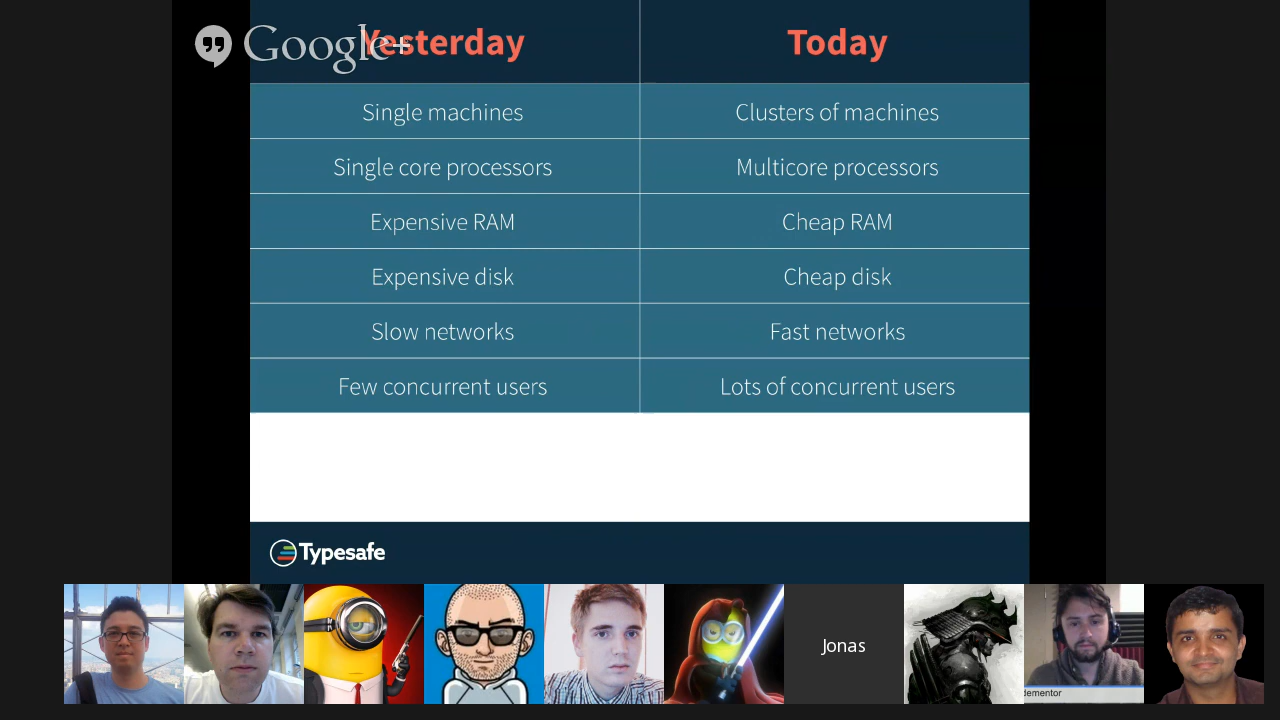 Google+
Yesterday Today
Single machines Clusters of machines
Single core processors Multicore processors
Expensive RAM Cheap RAM
Expensive disk Cheap disk
Slow networks Fast networks
Few concurrent users Lots of concurrent users
Typesafe
Jonas
dementor